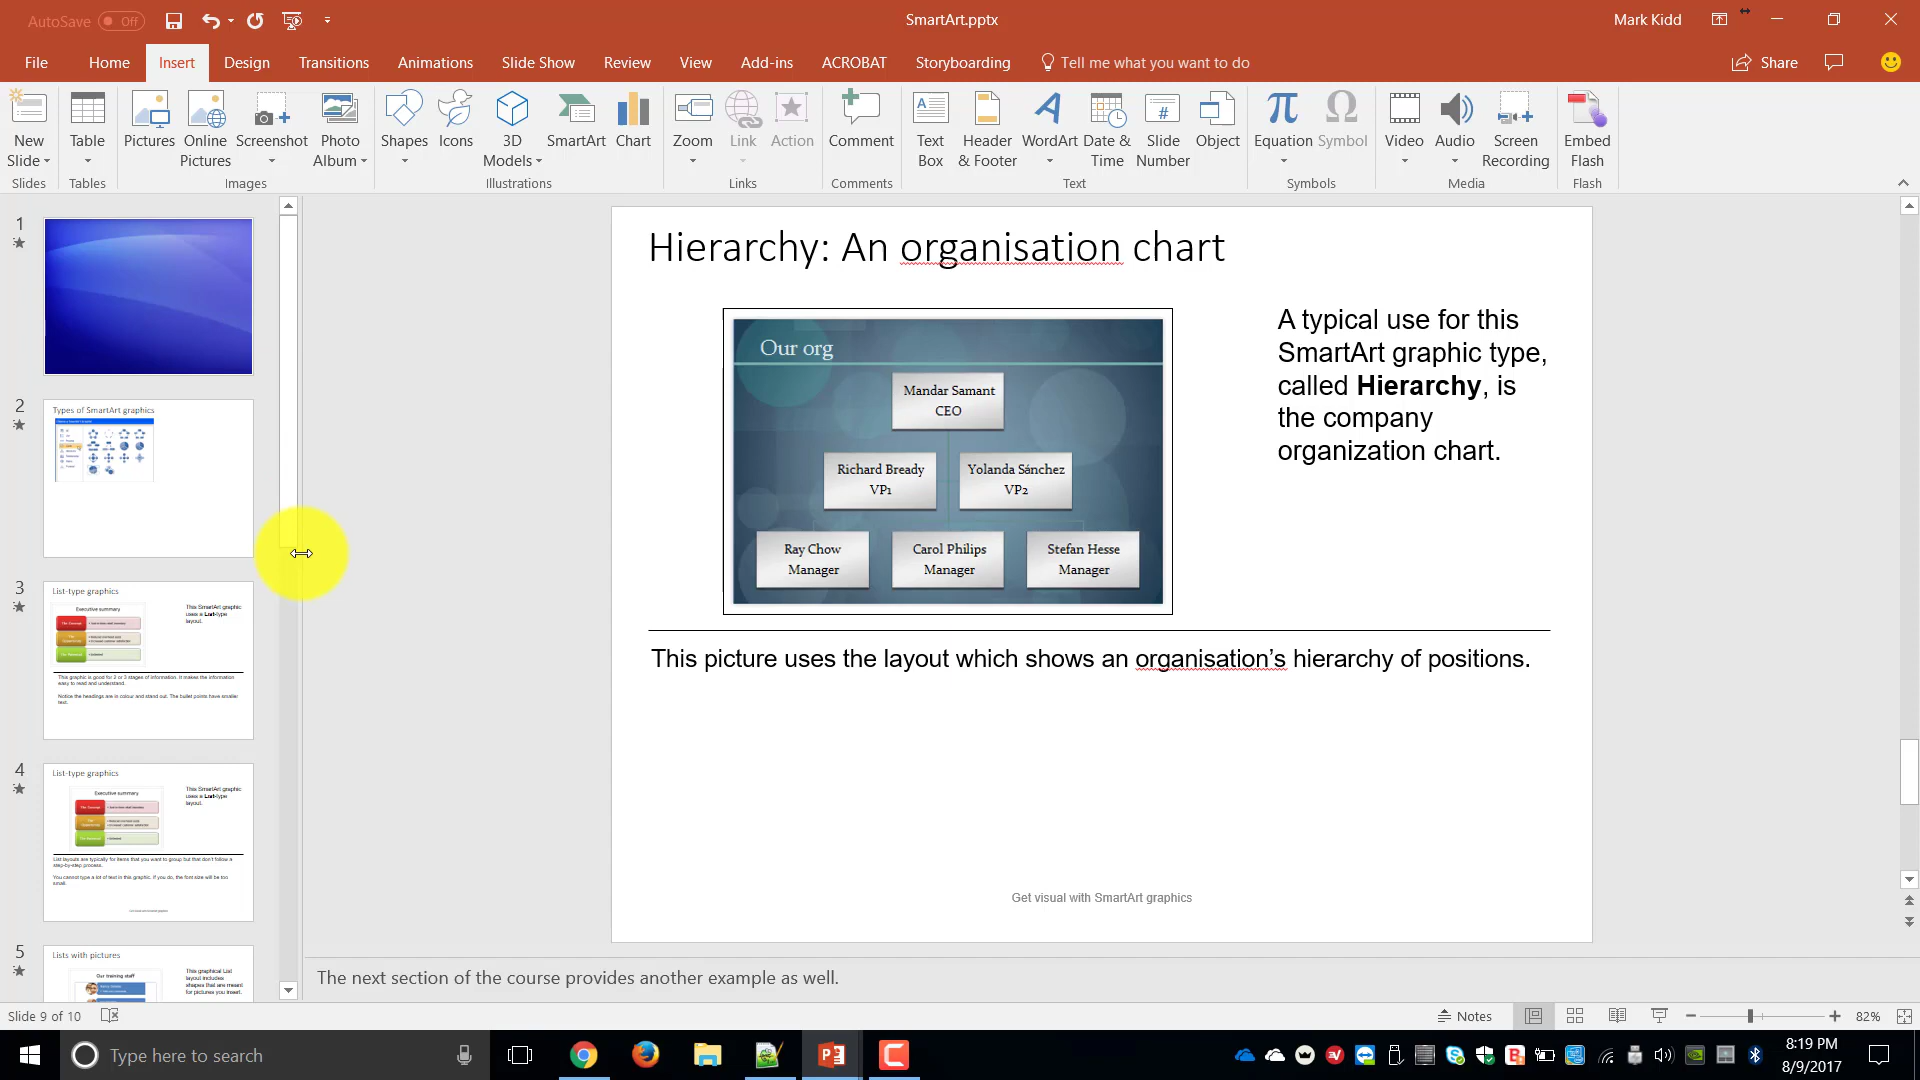 AutoSave Off
SmartArt.pptx
Mark Kidd
File Home Insert Design Transitions Animations Slide Show Review View Add-ins ACROBAT Storyboarding Tell me what you want to do
Share
New Slide
Table
Pictures
Online Pictures
Screenshot
Photo Album
Shapes
Icons
3D Models
SmartArt
Chart
Zoom
Link
Action
Comment
Text Box
Header & Footer
WordArt
Date & Time
Slide Number
Object
Equation
Symbol
Video
Audio
Screen Recording
Embed Flash
Slides Tables Images Illustrations Links Comments Text Symbols Media Flash
1
2
Types of SmartArt graphics
3
List-type graphics
Executive summary
This SmartArt graphic
uses a List-type
layout.
This graphic is good for 2 or 3 stages of information. It makes the information
easy to read and understand.
Notice the headings are in colour and stand out. The bullet points have smaller
text.
4
List-type graphics
Executive summary
This SmartArt graphic
uses a List-type
layout.
List layouts are typically for items that you want to group but that don't follow a
step-by-step process.
You cannot type a lot of text in this graphic. If you do, the font size will be too
small.
5
Lists with pictures
Our training staff
This graphical List
layout includes
shapes that are meant
for pictures you insert.
Hierarchy: An organisation chart
Our org
Mandar Samant
CEO
Richard Bready
VP1
Yolanda Sánchez
VP2
Ray Chow
Manager
Carol Philips
Manager
Stefan Hesse
Manager
A typical use for this
SmartArt graphic type,
called Hierarchy, is
the company
organization chart.
This picture uses the layout which shows an organisation’s hierarchy of positions.
Get visual with SmartArt graphics
The next section of the course provides another example as well.
Slide 9 of 10
Notes
82%
Type here to search
8:19 PM
8/9/2017